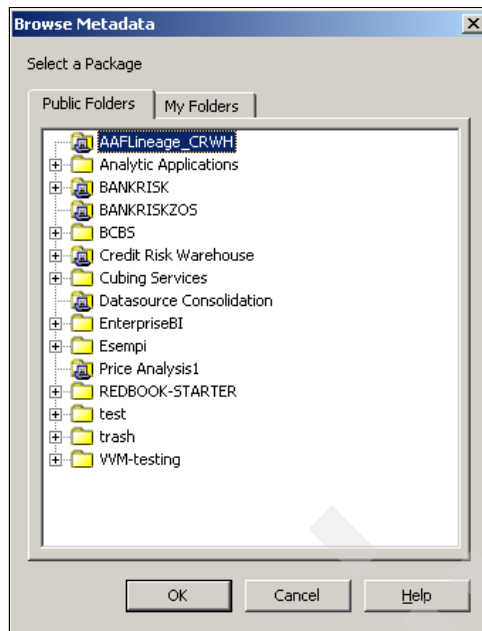 Browse Metadata
Select a Package
Public Folders
My Folders
AAFLineage_CRWH
Analytic Applications
BANKRISK
BANKRISKZOS
BCBS
Credit Risk Warehouse
Cubing Services
Datasource Consolidation
EnterpriseBI
Esempi
Price Analysis1
REDBOOK-STARTER
test
trash
VVM-testing
OK
Cancel
Help